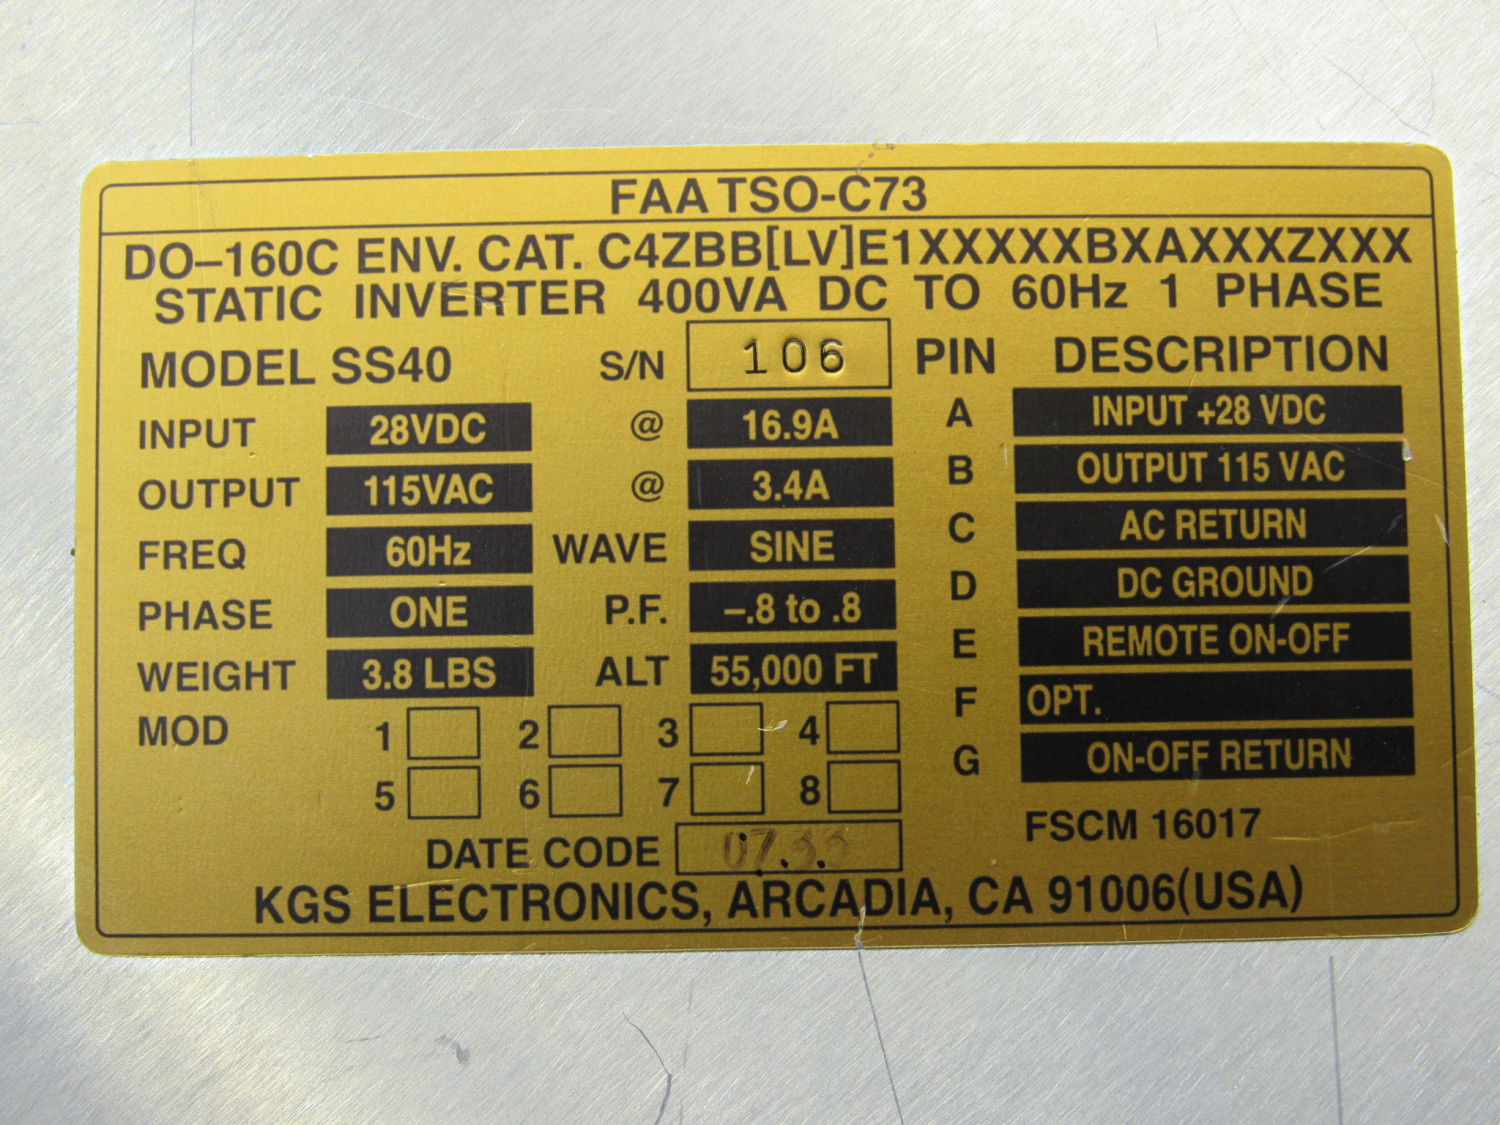 FAA TSO-C73
DO-160C ENV. CAT. C4ZBB[LV]E1XXXXXBXAXXXZXXX
STATIC INVERTER 400VA DC TO 60Hz 1 PHASE
MODEL SS40 S/N 106 PIN DESCRIPTION
INPUT 28VDC @ 16.9A A INPUT +28 VDC
OUTPUT 115VAC @ 3.4A B OUTPUT 115 VAC
FREQ 60Hz WAVE SINE C AC RETURN
PHASE ONE P.F. -.8 to .8 D DC GROUND
WEIGHT 3.8 LBS ALT 55,000 FT E REMOTE ON-OFF
MOD 1 2 3 4 F OPT.
5 6 7 8 G ON-OFF RETURN
DATE CODE FSCM 16017
KGS ELECTRONICS, ARCADIA, CA 91006(USA)